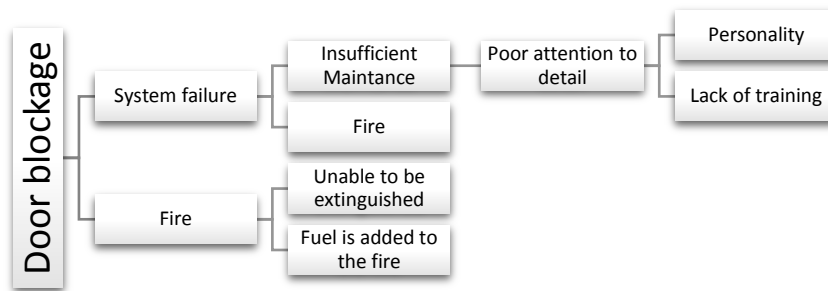 Door blockage
System failure
Insufficient
Maintance
Poor attention to
detail
Personality
Lack of training
Fire
Fire
Unable to be
extinguished
Fuel is added to
the fire